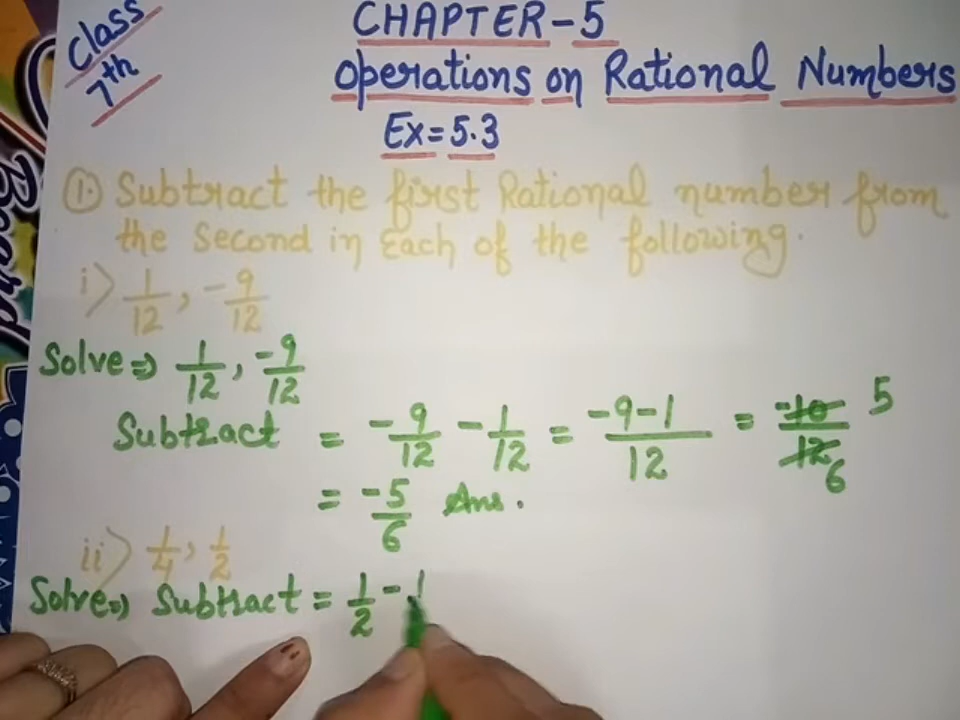 Class
7th
CHAPTER-5
Operations on Rational Numbers
Ex=5.3
① Subtract the first Rational number from
the Second in Each of the following.
i> 1/12, -9/12
Solve=> 1/12, -9/12
Subtract = -9/12 - 1/12 = -9-1/12 = -10/12 5 6
= -5/6 Ans.
ii> 1/4, 1/2
Solve=> Subtract = 1/2 - 1